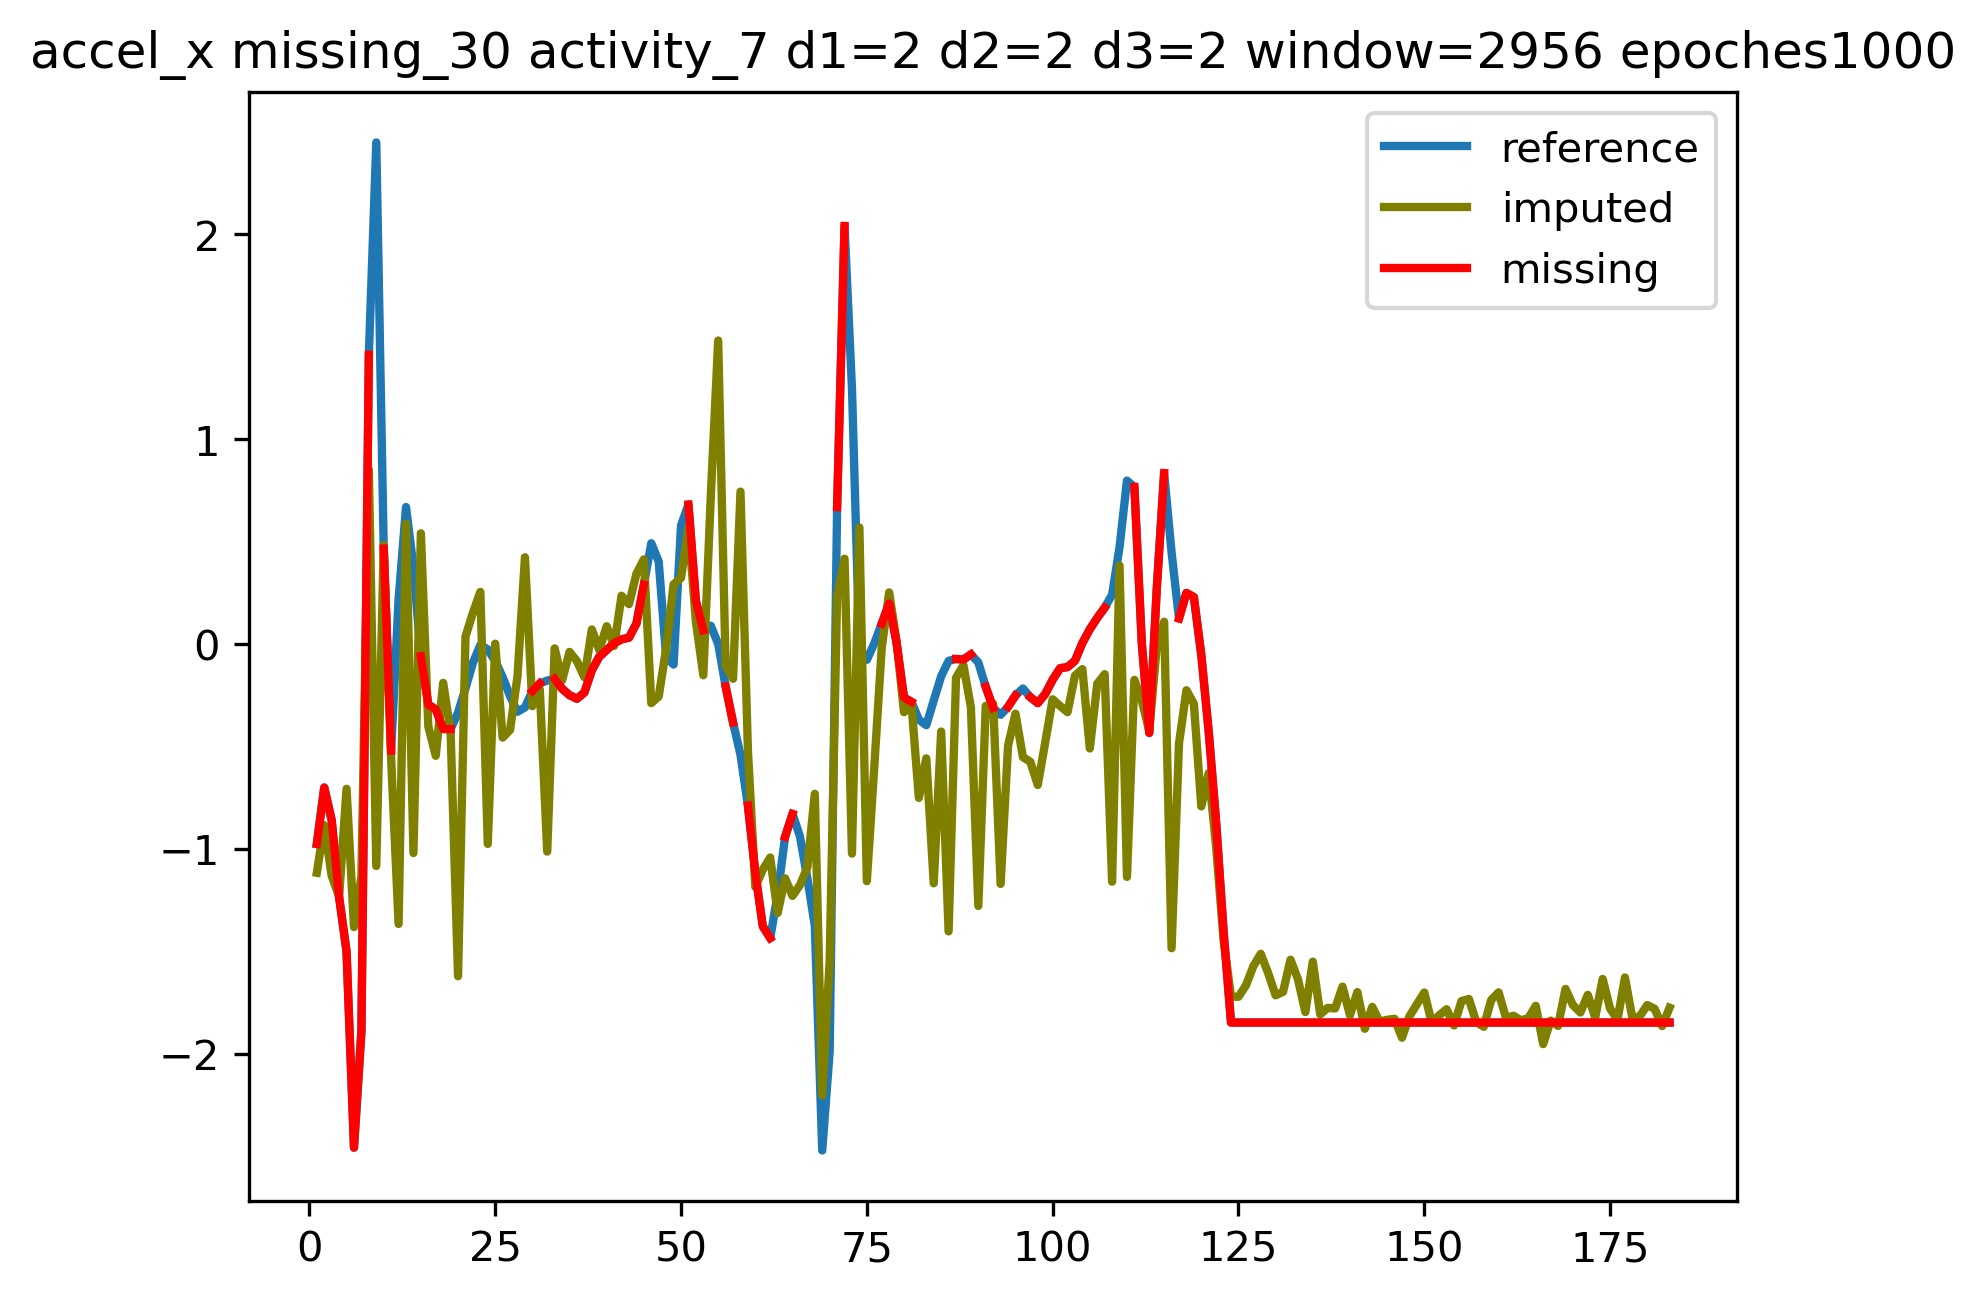 accel_x missing_30 activity_7 d1=2 d2=2 d3=2 window=2956 epoches1000
reference
imputed
missing
2
1
0
−1
−2
0 25 50 75 100 125 150 175